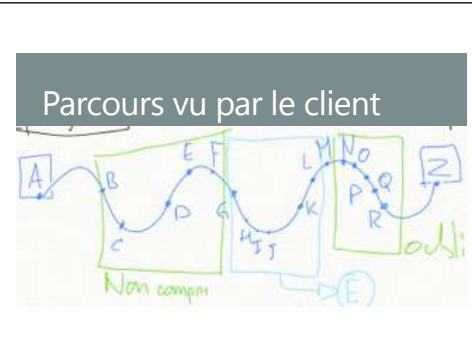 Parcours vu par le client
A B C D E F G H I J K L M N O P Q R Z
Non compris
oubli
E